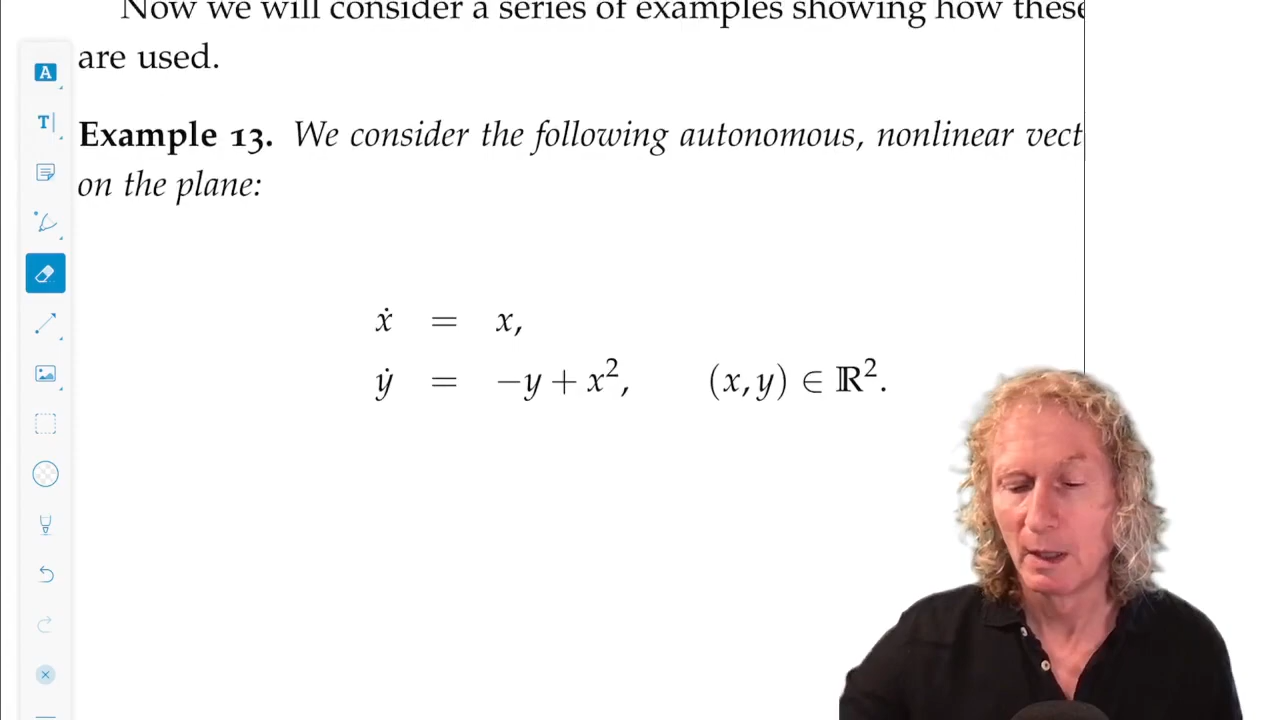 Now we will consider a series of examples showing how these
are used.
Example 13. We consider the following autonomous, nonlinear vect
on the plane:
ẋ = x,
ẏ = −y + x², (x, y) ∈ ℝ².
A
T